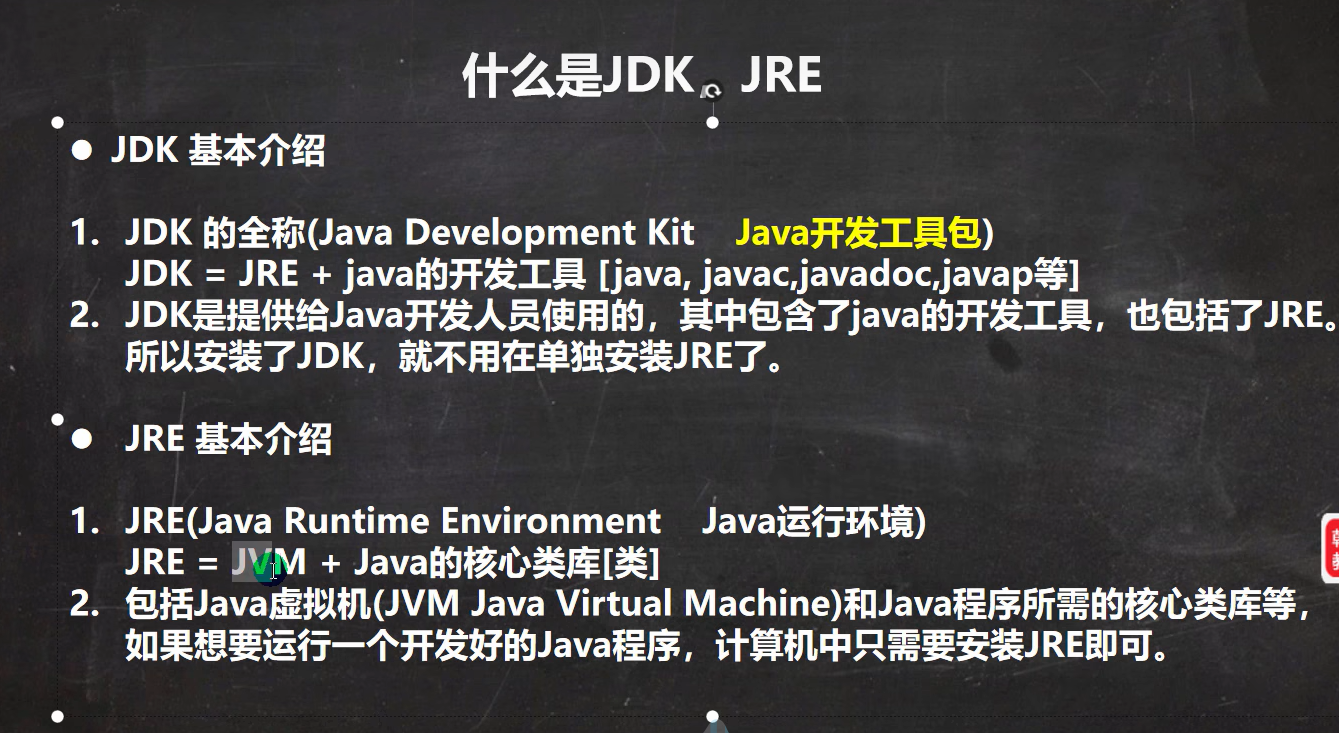 什么是JDK、JRE
● JDK 基本介绍
1. JDK 的全称(Java Development Kit Java开发工具包)
JDK = JRE + java的开发工具 [java, javac,javadoc,javap等]
2. JDK是提供给Java开发人员使用的，其中包含了java的开发工具，也包括了JRE。
所以安装了JDK，就不用在单独安装JRE了。
● JRE 基本介绍
1. JRE(Java Runtime Environment Java运行环境)
JRE = JVM + Java的核心类库[类]
2. 包括Java虚拟机(JVM Java Virtual Machine)和Java程序所需的核心类库等，
如果想要运行一个开发好的Java程序，计算机中只需要安装JRE即可。